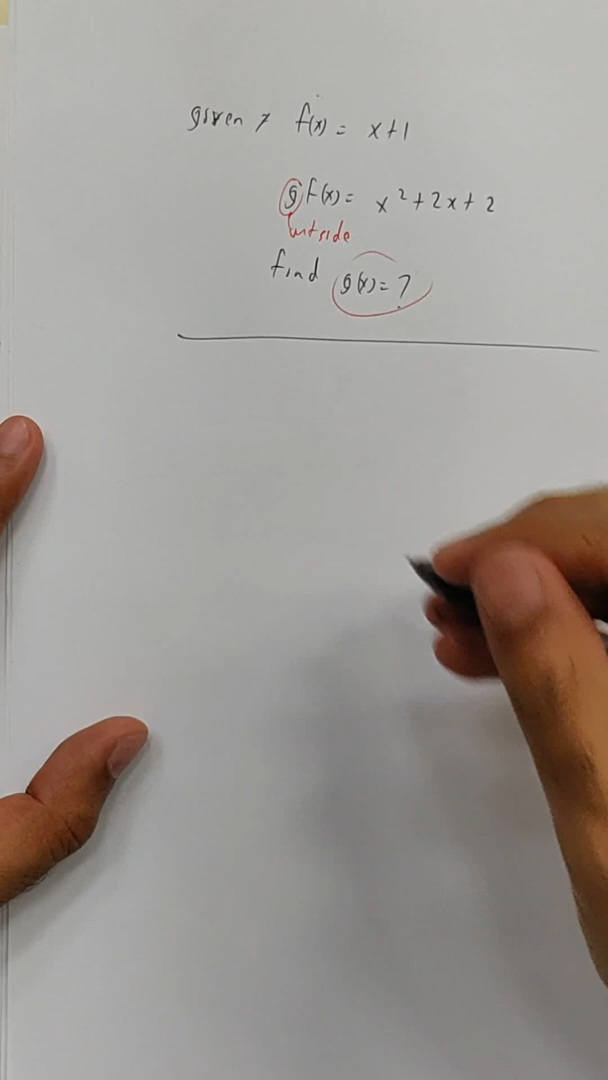 given > f(x) = x+1
gf(x) = x²+2x+2
outside
find g(x) = ?